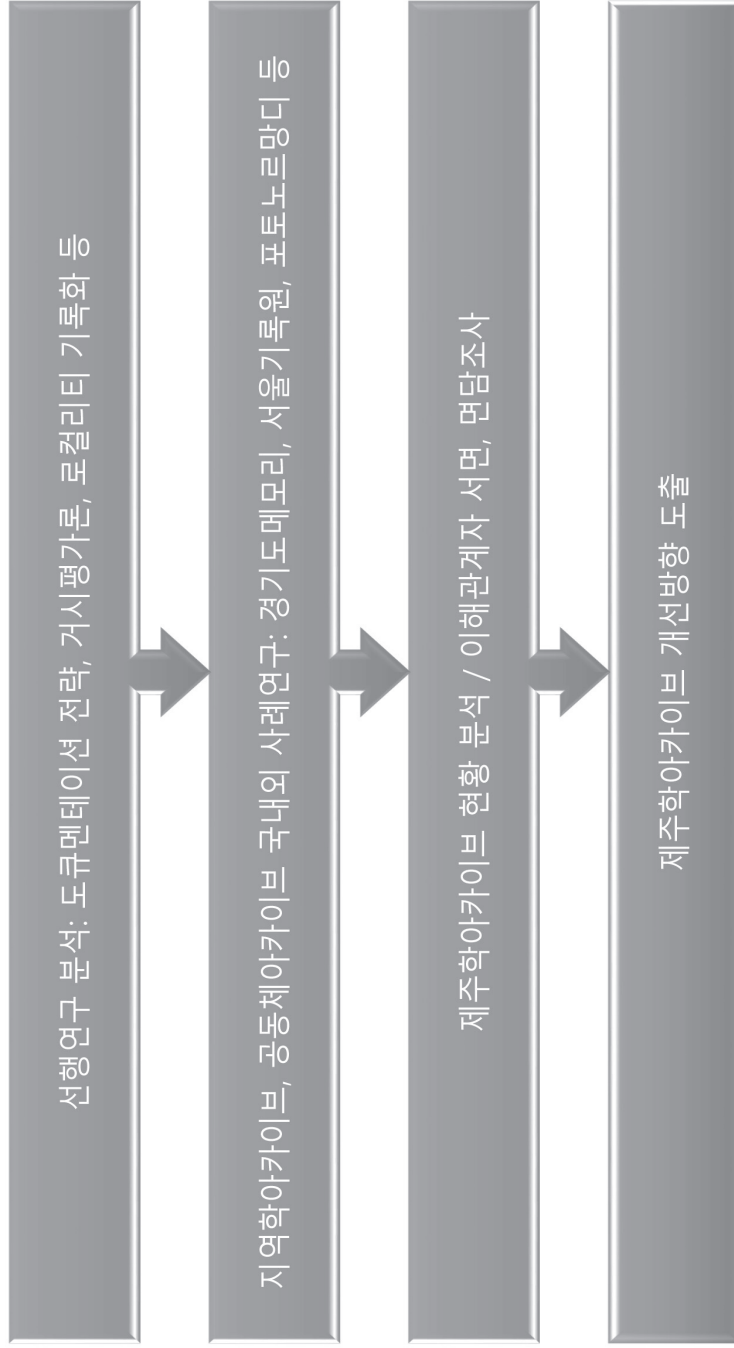 선행연구 분석: 도큐멘테이션 전략, 거시평가론, 로컬리티 기록화 등
지역학아카이브, 공동체아카이브 국내외 사례연구: 경기도메모리, 서울기록원, 포토노르망디 등
제주학아카이브 현황 분석 / 이해관계자 서면, 면담조사
제주학아카이브 개선방향 도출